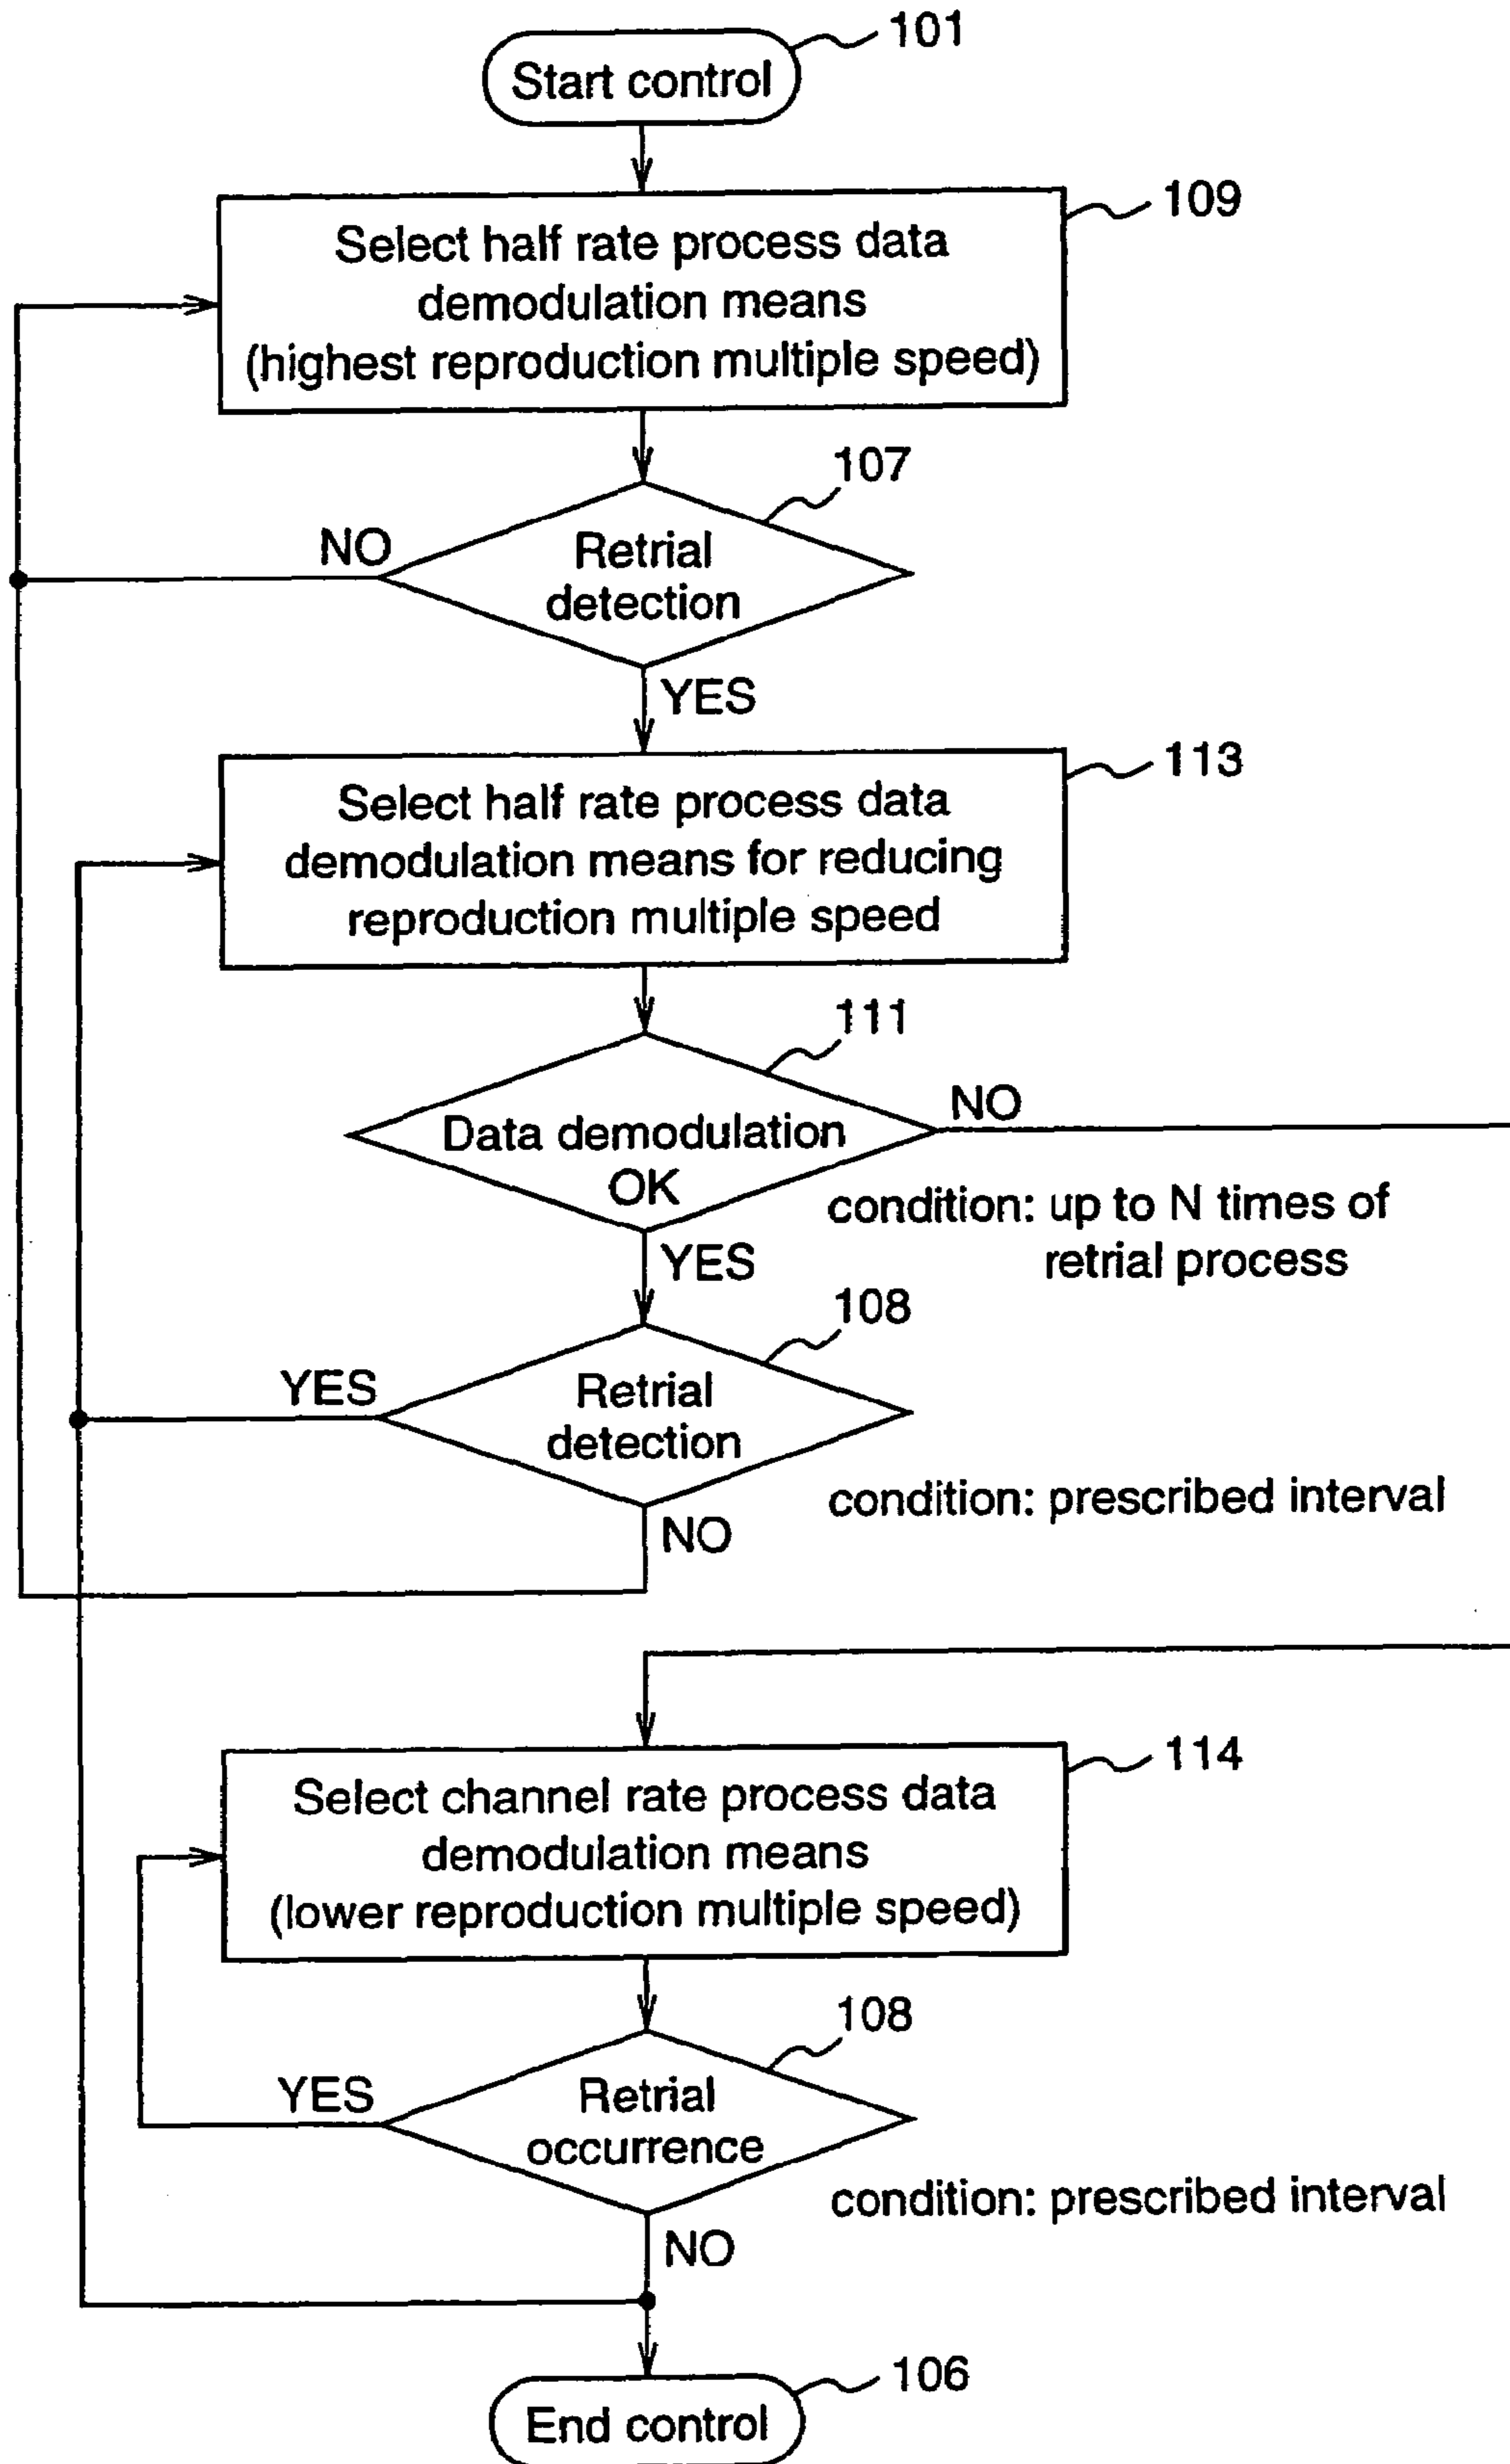 101
Start control
109
Select half rate process data
demodulation means
(highest reproduction multiple speed)
107
NO
Retrial
detection
YES
113
Select half rate process data
demodulation means for reducing
reproduction multiple speed
111
NO
Data demodulation
OK
condition: up to N times of
retrial process
YES
108
YES
Retrial
detection
condition: prescribed interval
NO
114
Select channel rate process data
demodulation means
(lower reproduction multiple speed)
108
YES
Retrial
occurrence
condition: prescribed interval
NO
106
End control